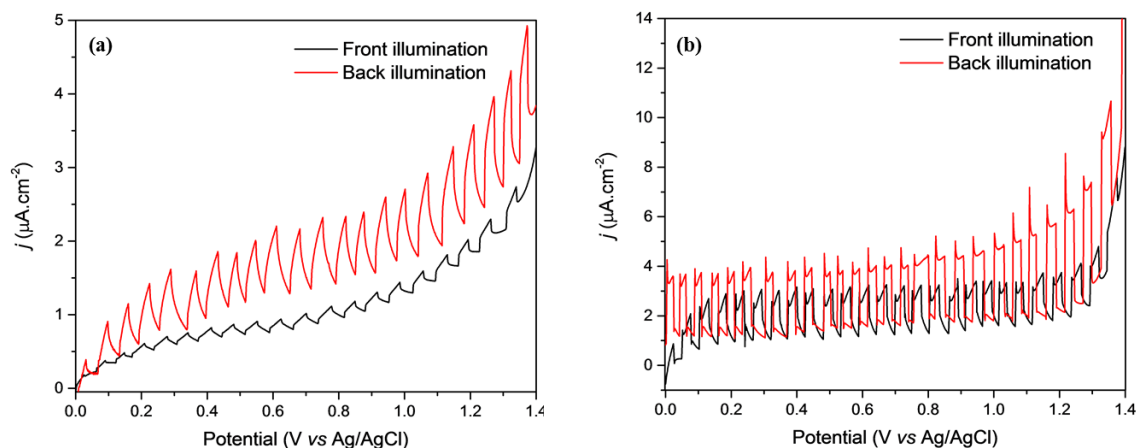 (a)
Front illumination
Back illumination
5
4
3
2
1
0
j (µA.cm⁻²)
0.0 0.2 0.4 0.6 0.8 1.0 1.2 1.4
Potential (V vs Ag/AgCl)
(b)
Front illumination
Back illumination
14
12
10
8
6
4
2
0
j (µA.cm⁻²)
0.0 0.2 0.4 0.6 0.8 1.0 1.2 1.4
Potential (V vs Ag/AgCl)